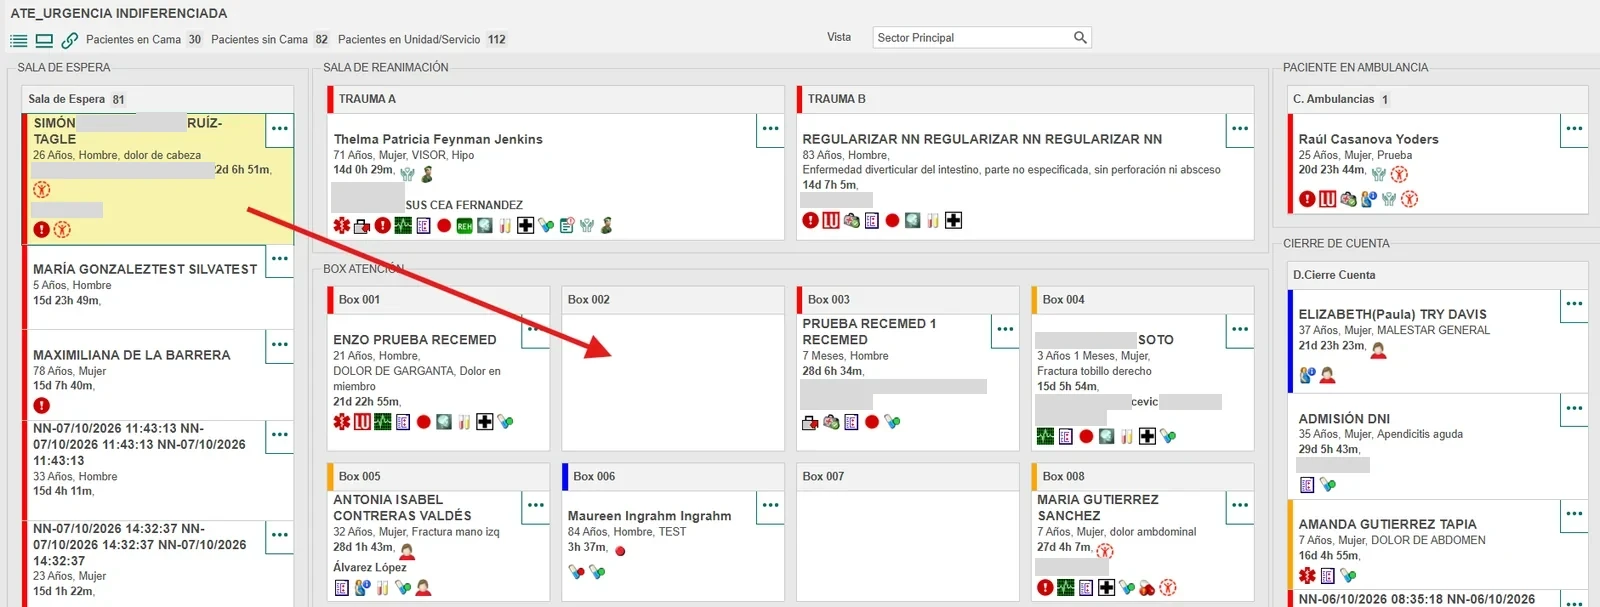 ATE_URGENCIA INDIFERENCIADA
Pacientes en Cama 30 Pacientes sin Cama 82 Pacientes en Unidad/Servicio 112
Vista Sector Principal
SALA DE ESPERA
Sala de Espera 81
SIMÓN RUÍZ-
TAGLE
26 Años, Hombre, dolor de cabeza
2d 6h 51m,
MARÍA GONZALEZTEST SILVATEST
5 Años, Hombre
15d 23h 49m,
MAXIMILIANA DE LA BARRERA
78 Años, Mujer
15d 7h 40m,
NN-07/10/2026 11:43:13 NN-
07/10/2026 11:43:13 NN-07/10/2026
11:43:13
33 Años, Hombre
15d 4h 11m,
NN-07/10/2026 14:32:37 NN-
07/10/2026 14:32:37 NN-07/10/2026
14:32:37
23 Años, Mujer
15d 1h 22m,
SALA DE REANIMACIÓN
TRAUMA A
Thelma Patricia Feynman Jenkins
71 Años, Mujer, VISOR, Hipo
14d 0h 29m,
SUS CEA FERNANDEZ
REH
TRAUMA B
REGULARIZAR NN REGULARIZAR NN REGULARIZAR NN
83 Años, Hombre,
Enfermedad diverticular del intestino, parte no especificada, sin perforación ni absceso
14d 7h 5m,
BOX ATENCIÓN
Box 001
ENZO PRUEBA RECEMED
21 Años, Hombre,
DOLOR DE GARGANTA, Dolor en
miembro
21d 22h 55m,
Box 002
Box 003
PRUEBA RECEMED 1
RECEMED
7 Meses, Hombre
28d 6h 34m,
Box 004
SOTO
3 Años 1 Meses, Mujer,
Fractura tobillo derecho
15d 5h 54m,
cevic
Box 005
ANTONIA ISABEL
CONTRERAS VALDÉS
32 Años, Mujer, Fractura mano izq
28d 1h 43m,
Álvarez López
Box 006
Maureen Ingrahm Ingrahm
84 Años, Hombre, TEST
3h 37m,
Box 007
Box 008
MARIA GUTIERREZ
SANCHEZ
7 Años, Mujer, dolor ambdominal
27d 4h 7m,
PACIENTE EN AMBULANCIA
C. Ambulancias 1
Raúl Casanova Yoders
25 Años, Mujer, Prueba
20d 23h 44m,
CIERRE DE CUENTA
D.Cierre Cuenta
ELIZABETH(Paula) TRY DAVIS
37 Años, Mujer, MALESTAR GENERAL
21d 23h 23m,
ADMISIÓN DNI
35 Años, Mujer, Apendicitis aguda
29d 5h 43m,
AMANDA GUTIERREZ TAPIA
7 Años, Mujer, DOLOR DE ABDOMEN
16d 4h 55m,
NN-06/10/2026 08:35:18 NN-06/10/2026